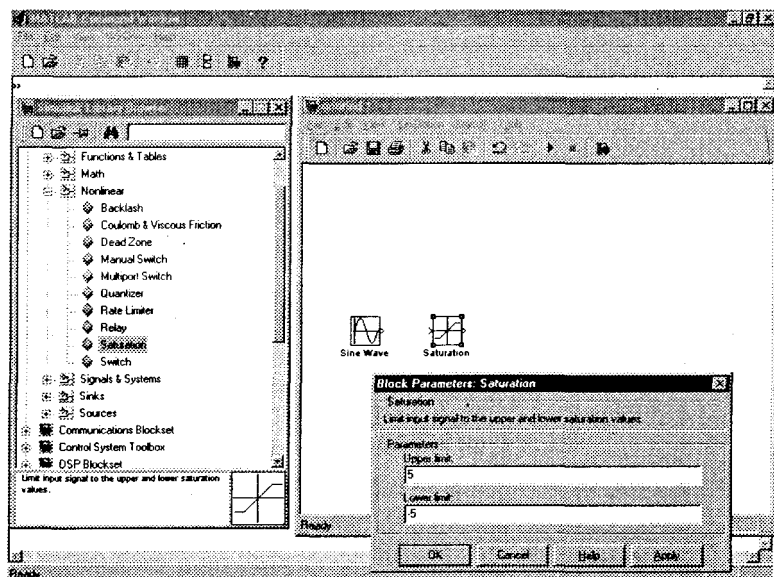 MATLAB Command Window
?
»
Functions & Tables
Math
Nonlinear
Backlash
Coulomb & Viscous Friction
Dead Zone
Manual Switch
Multiport Switch
Quantizer
Rate Limiter
Relay
Saturation
Switch
Signals & Systems
Sinks
Sources
Communications Blockset
Control System Toolbox
DSP Blockset
Limit input signal to the upper and lower saturation
values.
Sine Wave
Saturation
Block Parameters: Saturation
Saturation
Limit input signal to the upper and lower saturation values.
Parameters
Upper limit:
5
Lower limit:
-5
OK
Cancel
Help
Apply
Ready
Ready